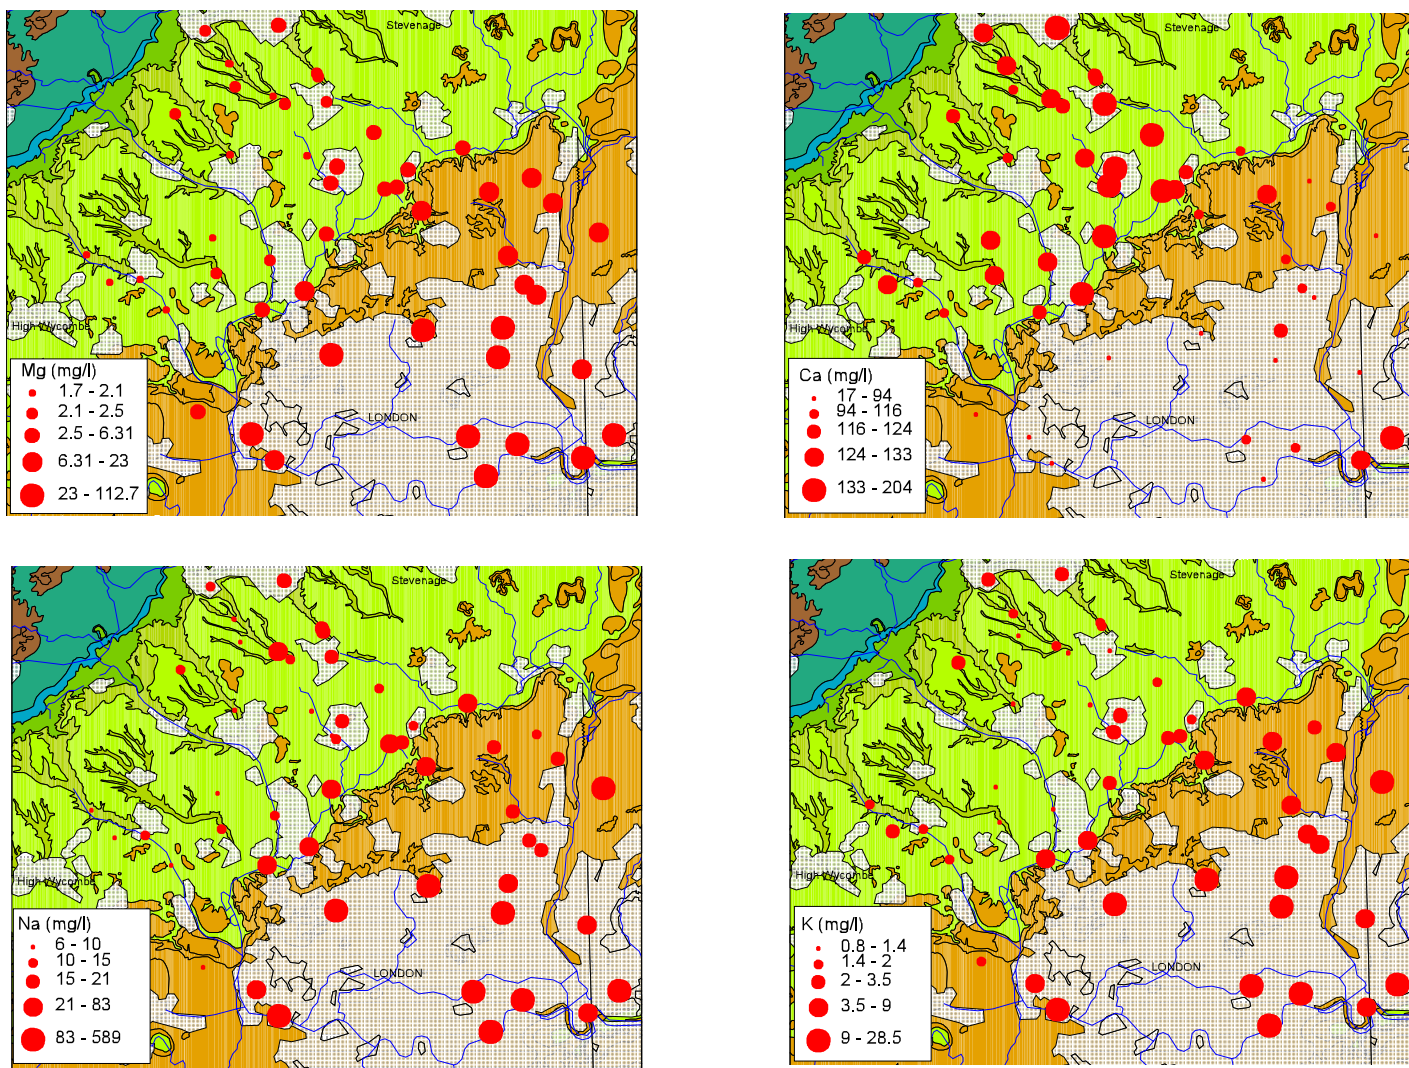 Stevenage
High Wycombe
LONDON
Mg (mg/l)
1.7 - 2.1
2.1 - 2.5
2.5 - 6.31
6.31 - 23
23 - 112.7
Stevenage
High Wycombe
LONDON
Ca (mg/l)
17 - 94
94 - 116
116 - 124
124 - 133
133 - 204
Stevenage
High Wycombe
LONDON
Na (mg/l)
6 - 10
10 - 15
15 - 21
21 - 83
83 - 589
Stevenage
High Wycombe
LONDON
K (mg/l)
0.8 - 1.4
1.4 - 2
2 - 3.5
3.5 - 9
9 - 28.5